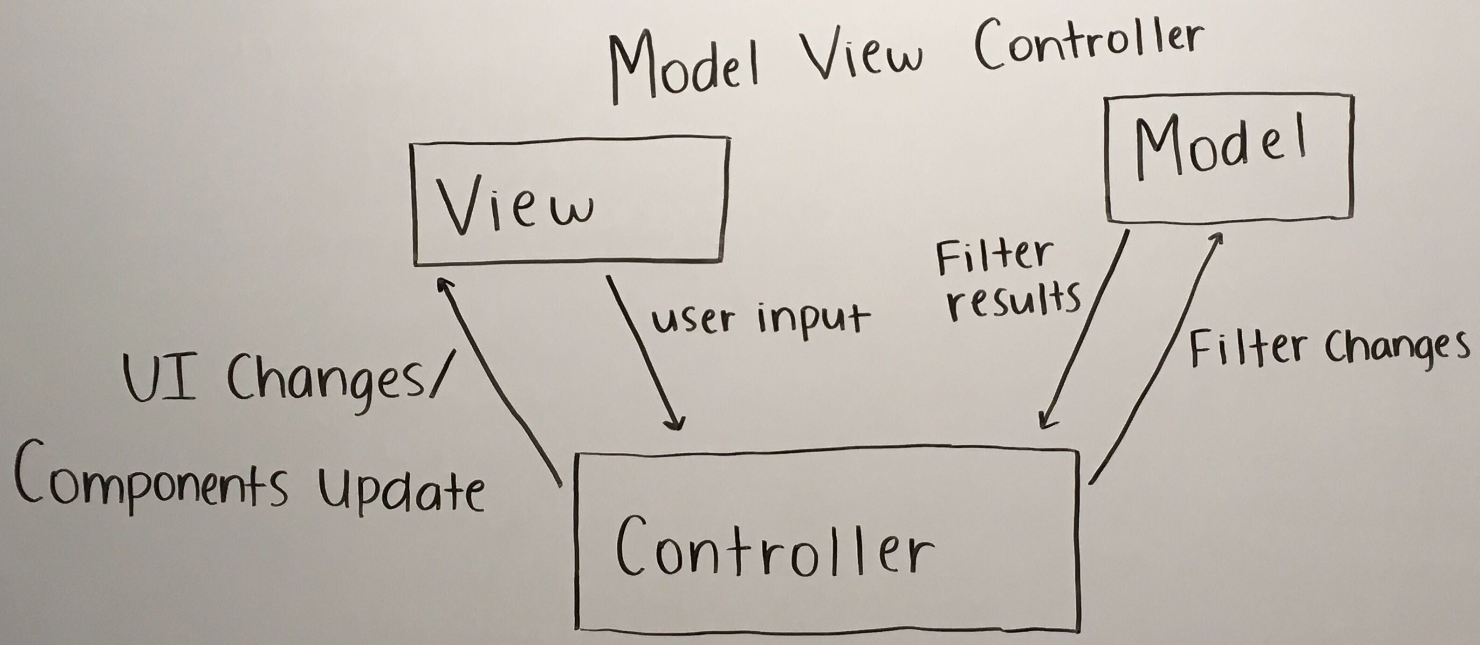 Model View Controller
View
Model
user input
Filter
results
Filter Changes
UI Changes/
Components Update
Controller